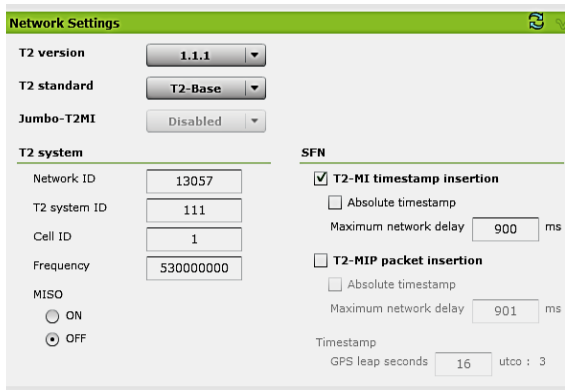 Network Settings
T2 version 1.1.1
T2 standard T2-Base
Jumbo-T2MI Disabled
T2 system
Network ID 13057
T2 system ID 111
Cell ID 1
Frequency 530000000
MISO
ON
OFF
SFN
T2-MI timestamp insertion
Absolute timestamp
Maximum network delay 900 ms
T2-MIP packet insertion
Absolute timestamp
Maximum network delay 901 ms
Timestamp
GPS leap seconds 16 utco : 3